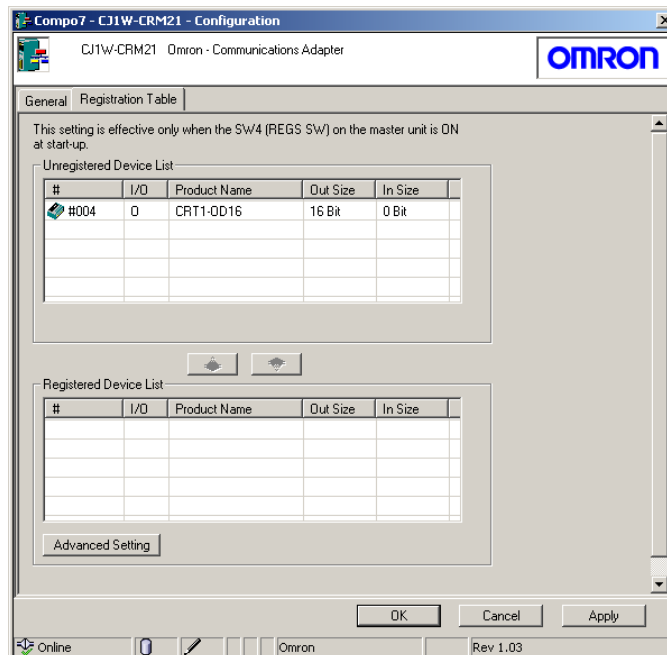 Compo7 - CJ1W-CRM21 - Configuration
CJ1W-CRM21 Omron - Communications Adapter
OMRON
General Registration Table
This setting is effective only when the SW4 (REGS SW) on the master unit is ON
at start-up.
Unregistered Device List
# I/O Product Name Out Size In Size
#004 O CRT1-OD16 16 Bit 0 Bit
Registered Device List
# I/O Product Name Out Size In Size
Advanced Setting
OK Cancel Apply
Online Omron Rev 1.03